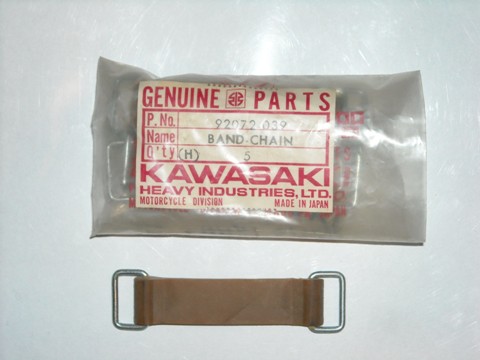 GENUINE PARTS
P.No. 92072 039
Name BAND-CHAIN
Q'ty (H) 5
KAWASAKI
HEAVY INDUSTRIES, LTD.
MOTORCYCLE DIVISION MADE IN JAPAN